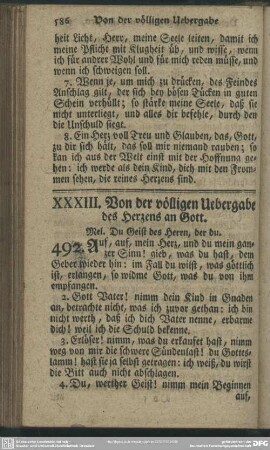 586 Von der völligen Uebergabe
heit Licht, Herr, meine Seele leiten, damit ich
meine Pflicht mit Klugheit üb, und wisse, wenn
ich für andrer Wohl und für mich reden müsse, und
wenn ich schweigen soll.
7. Wenn je, um mich zu drücken, des Feindes
Anschlag gilt, der sich bey bösen Tücken in guten
Schein verhüllt; so stärke meine Seele, daß sie
nicht unterliegt, und alles dir befehle, durch den
die Unschuld siegt.
8. Ein Herz voll Treu und Glauben, das, Gott,
zu dir sich hält, das soll mir niemand rauben; so
kan ich aus der Welt einst mit der Hoffnung ge-
hen: ich werde als dein Kind, dich mit den From-
men sehen, die reines Herzens sind.
XXXIII. Von der völligen Uebergabe
des Herzens an Gott.
Mel. Du Geist des Herrn, der du.
492. Auf, auf, mein Herz, und du mein gan-
zer Sinn! gieb, was du hast, dem
Geber wieder hin: im Fall du wilst, was göttlich
ist, erlangen, so widme Gott, was du von ihm
empfangen.
2. Gott Vater! nimm dein Kind in Gnaden
an, betrachte nicht, was ich zuvor gethan: ich bin
nicht werth, daß ich dich Vater nenne, erbarme
dich! weil ich die Schuld bekenne.
3. Erlöser! nimm, was du erkaufet hast, nimm
weg von mir die schwere Sündenlast! du Gottes-
lamm! hast sie ja selbst getragen: ich weiß, du wirst
die Bitt auch nicht abschlagen.
4. Du, werther Geist! nimm mein Beginnen
auf,